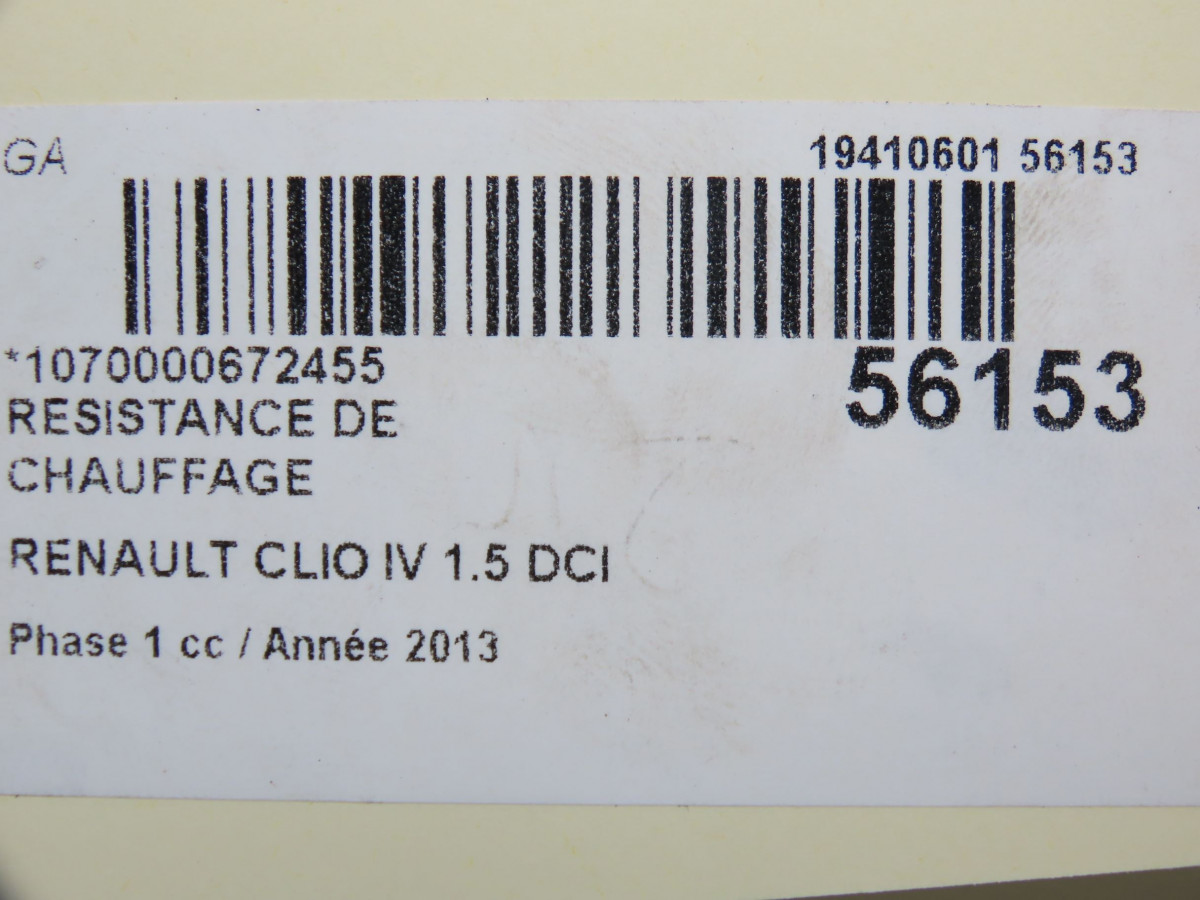 GA
19410601 56153
*1070000672455
56153
RESISTANCE DE
CHAUFFAGE
RENAULT CLIO IV 1.5 DCI
Phase 1 cc / Année 2013